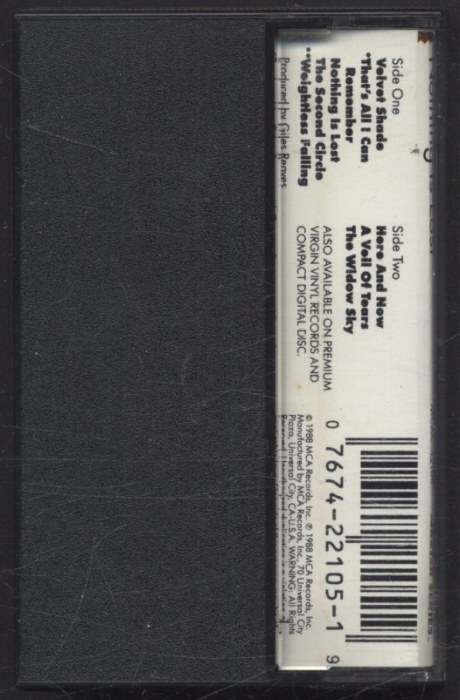 Nothing Is Lost
Side One
Velvet Shade
*That's All I Can
Remember
Nothing Is Lost
The Second Circle
**Weightless Falling
Produced by Giles Reaves
Side Two
Here And Now
A Veil Of Tears
The Widow Sky
ALSO AVAILABLE ON PREMIUM
VIRGIN VINYL RECORDS AND
COMPACT DIGITAL DISC.
0 7674-22105-1 9
© 1988 MCA Records, Inc. ℗ 1988 MCA Records, Inc.
Manufactured by MCA Records, Inc., 70 Universal City
Plaza, Universal City, CA-U.S.A. WARNING: All Rights